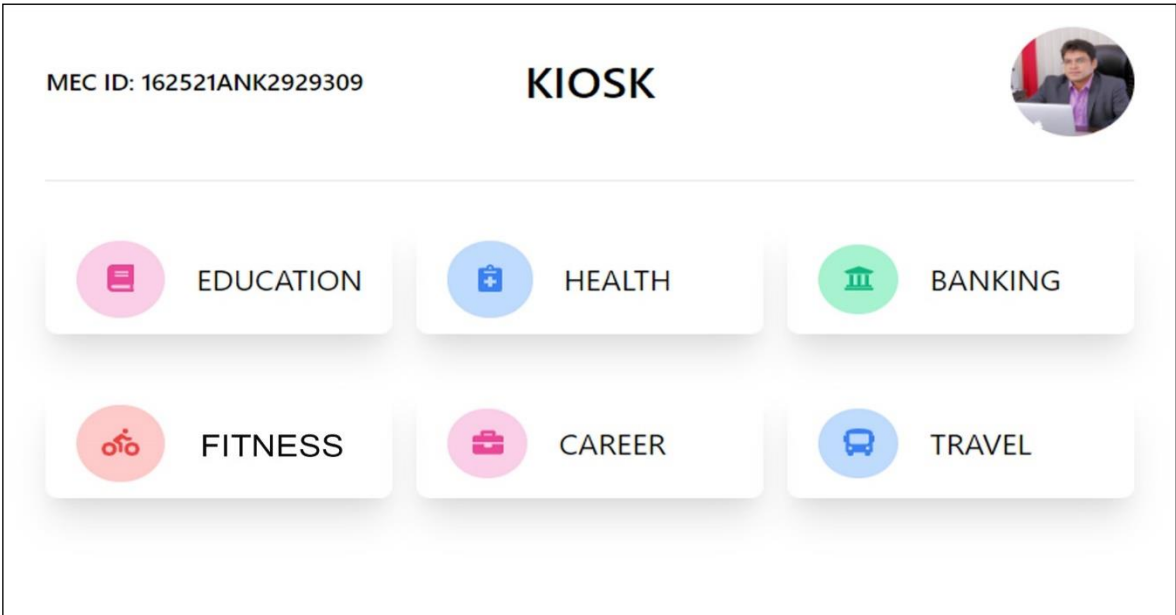 MEC ID: 162521ANK2929309
KIOSK
EDUCATION
HEALTH
BANKING
FITNESS
CAREER
TRAVEL